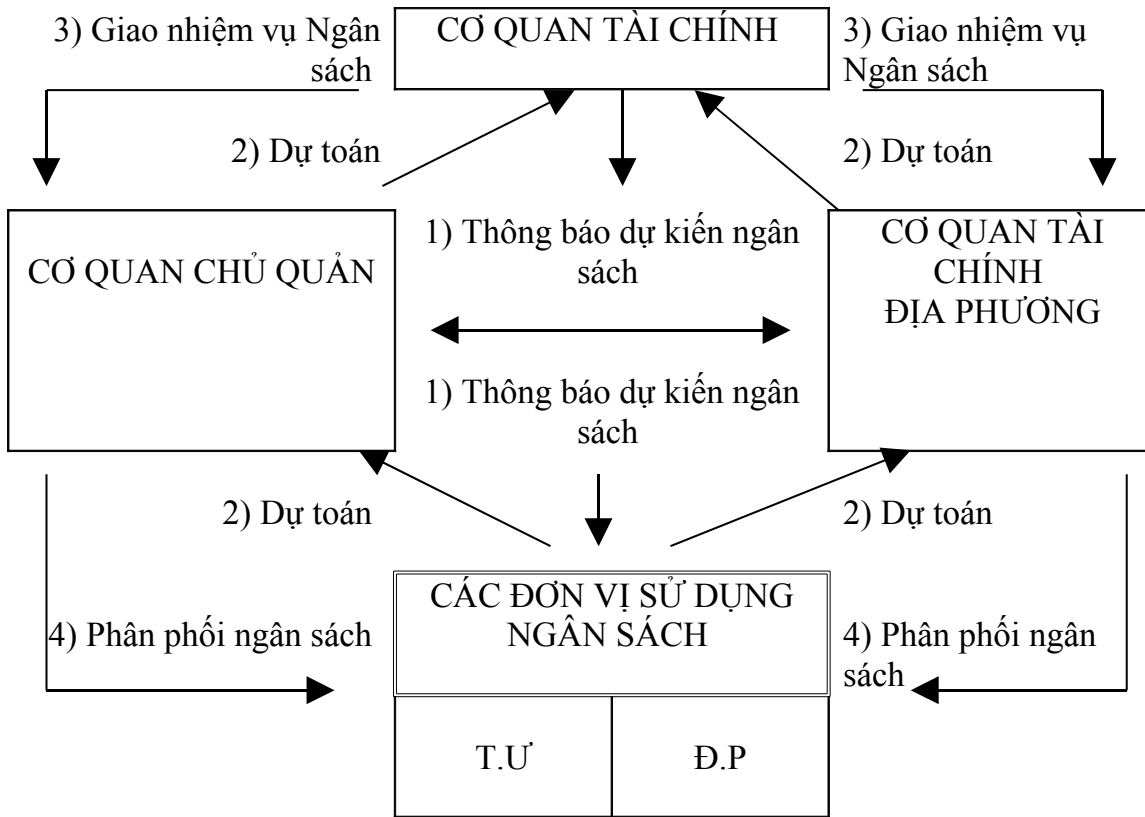 3) Giao nhiệm vụ Ngân
sách
CƠ QUAN TÀI CHÍNH
3) Giao nhiệm vụ
Ngân sách
2) Dự toán
2) Dự toán
CƠ QUAN CHỦ QUẢN
1) Thông báo dự kiến ngân
sách
CƠ QUAN TÀI
CHÍNH
ĐỊA PHƯƠNG
1) Thông báo dự kiến ngân
sách
2) Dự toán
2) Dự toán
4) Phân phối ngân sách
CÁC ĐƠN VỊ SỬ DỤNG
NGÂN SÁCH
4) Phân phối ngân
sách
T.Ư
Đ.P